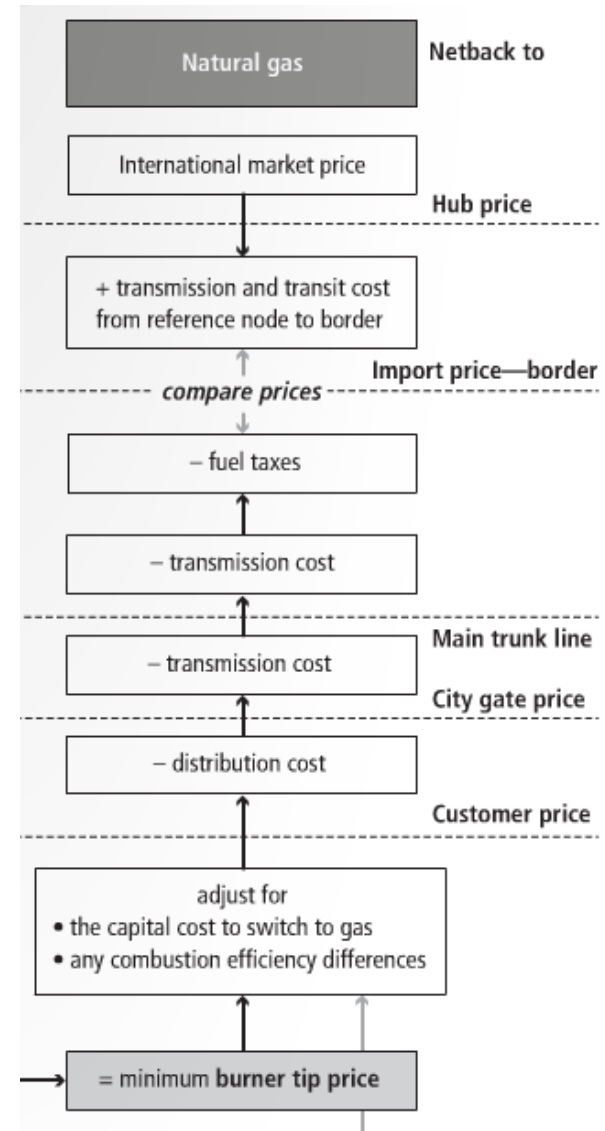 Natural gas
Netback to
International market price
Hub price
+ transmission and transit cost
from reference node to border
Import price—border
compare prices
– fuel taxes
– transmission cost
Main trunk line
– transmission cost
City gate price
– distribution cost
Customer price
adjust for
• the capital cost to switch to gas
• any combustion efficiency differences
= minimum burner tip price